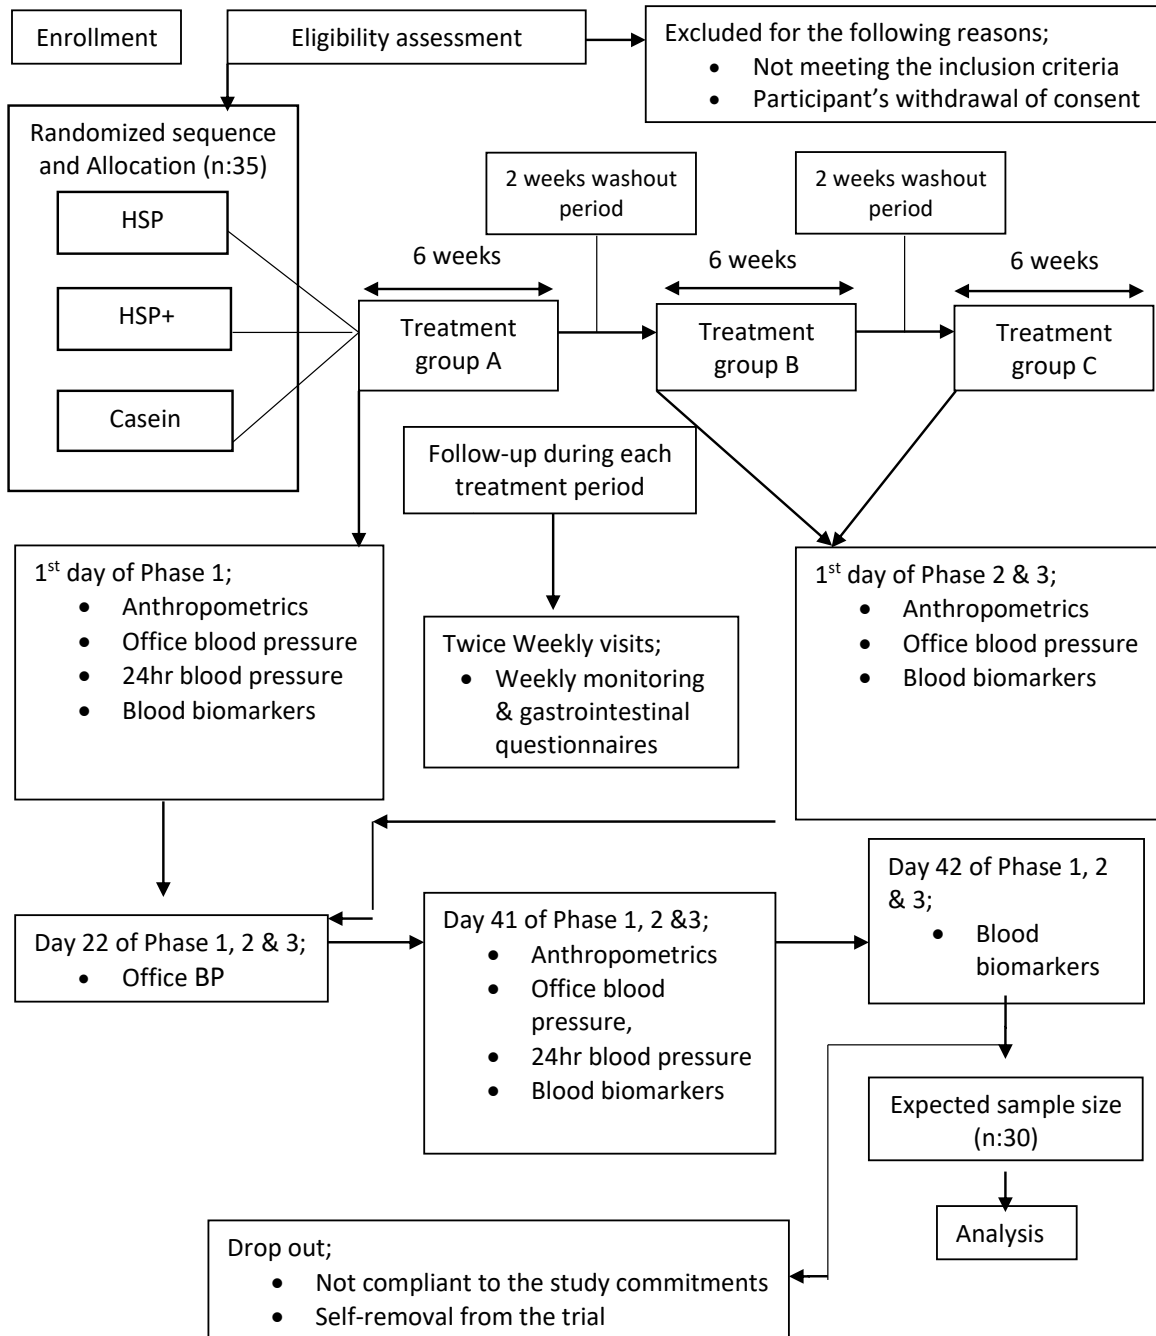 Enrollment
Eligibility assessment
Excluded for the following reasons;
• Not meeting the inclusion criteria
• Participant’s withdrawal of consent
Randomized sequence
and Allocation (n:35)
HSP
HSP+
Casein
2 weeks washout
period
2 weeks washout
period
6 weeks
6 weeks
6 weeks
Treatment
group A
Treatment
group B
Treatment
group C
Follow-up during each
treatment period
1st day of Phase 1;
• Anthropometrics
• Office blood pressure
• 24hr blood pressure
• Blood biomarkers
Twice Weekly visits;
• Weekly monitoring
& gastrointestinal
questionnaires
1st day of Phase 2 & 3;
• Anthropometrics
• Office blood pressure
• Blood biomarkers
Day 22 of Phase 1, 2 & 3;
• Office BP
Day 41 of Phase 1, 2 &3;
• Anthropometrics
• Office blood
pressure,
• 24hr blood pressure
• Blood biomarkers
Day 42 of Phase 1, 2
& 3;
• Blood
biomarkers
Expected sample size
(n:30)
Analysis
Drop out;
• Not compliant to the study commitments
• Self-removal from the trial